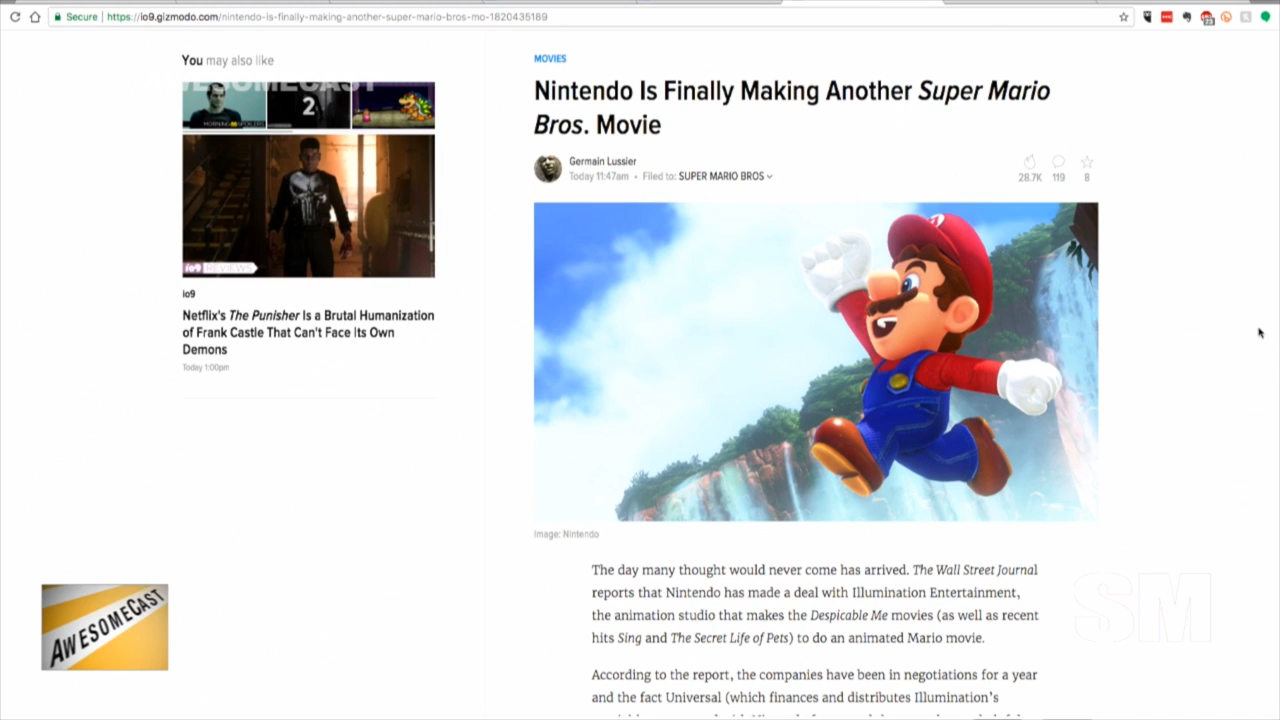 Secure
https://io9.gizmodo.com/nintendo-is-finally-making-another-super-mario-bros-mo-1820435169
You may also like
AWESOMECAST
2
io9 REVIEWS
io9
Netflix's The Punisher Is a Brutal Humanization
of Frank Castle That Can't Face Its Own
Demons
Today 1:00pm
MOVIES
Nintendo Is Finally Making Another Super Mario
Bros. Movie
Germain Lussier
Today 11:47am • Filed to: SUPER MARIO BROS
28.7K 119 8
Image: Nintendo
The day many thought would never come has arrived. The Wall Street Journal
reports that Nintendo has made a deal with Illumination Entertainment,
the animation studio that makes the Despicable Me movies (as well as recent
hits Sing and The Secret Life of Pets) to do an animated Mario movie.
According to the report, the companies have been in negotiations for a year
and the fact Universal (which finances and distributes Illumination's
AWESOMECAST
SM